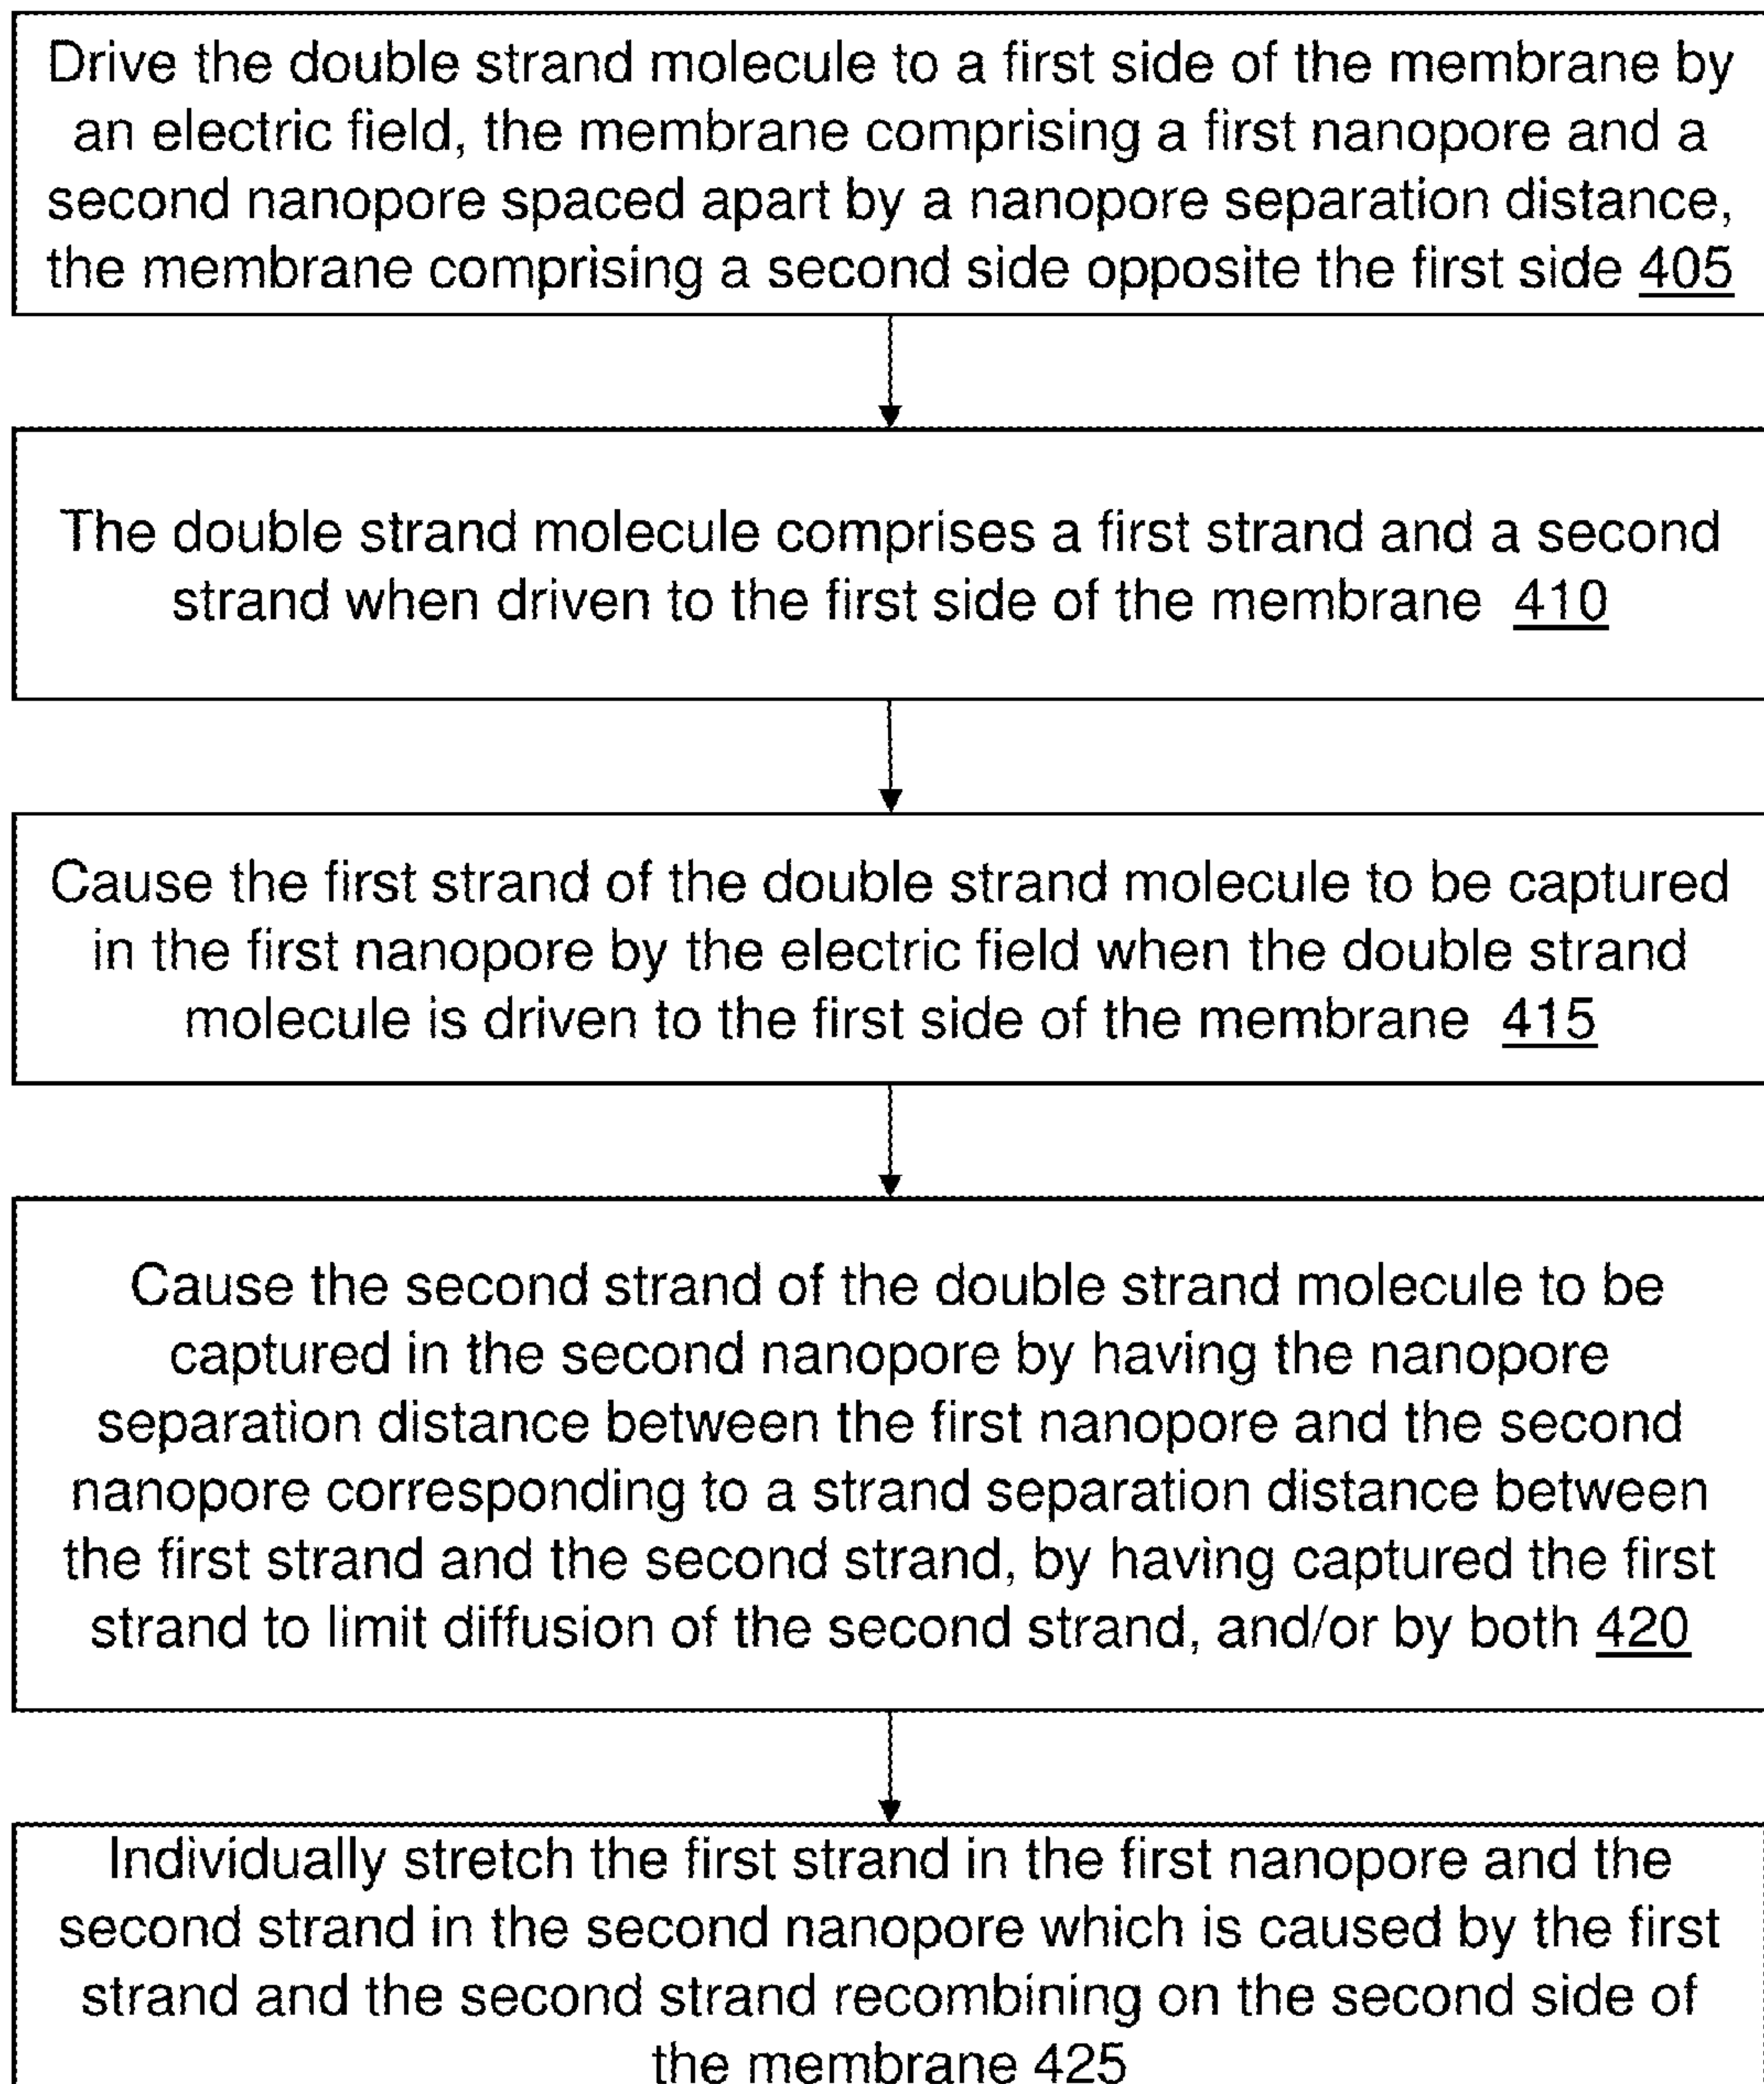 Drive the double strand molecule to a first side of the membrane by
an electric field, the membrane comprising a first nanopore and a
second nanopore spaced apart by a nanopore separation distance,
the membrane comprising a second side opposite the first side 405
The double strand molecule comprises a first strand and a second
strand when driven to the first side of the membrane 410
Cause the first strand of the double strand molecule to be captured
in the first nanopore by the electric field when the double strand
molecule is driven to the first side of the membrane 415
Cause the second strand of the double strand molecule to be
captured in the second nanopore by having the nanopore
separation distance between the first nanopore and the second
nanopore corresponding to a strand separation distance between
the first strand and the second strand, by having captured the first
strand to limit diffusion of the second strand, and/or by both 420
Individually stretch the first strand in the first nanopore and the
second strand in the second nanopore which is caused by the first
strand and the second strand recombining on the second side of
the membrane 425